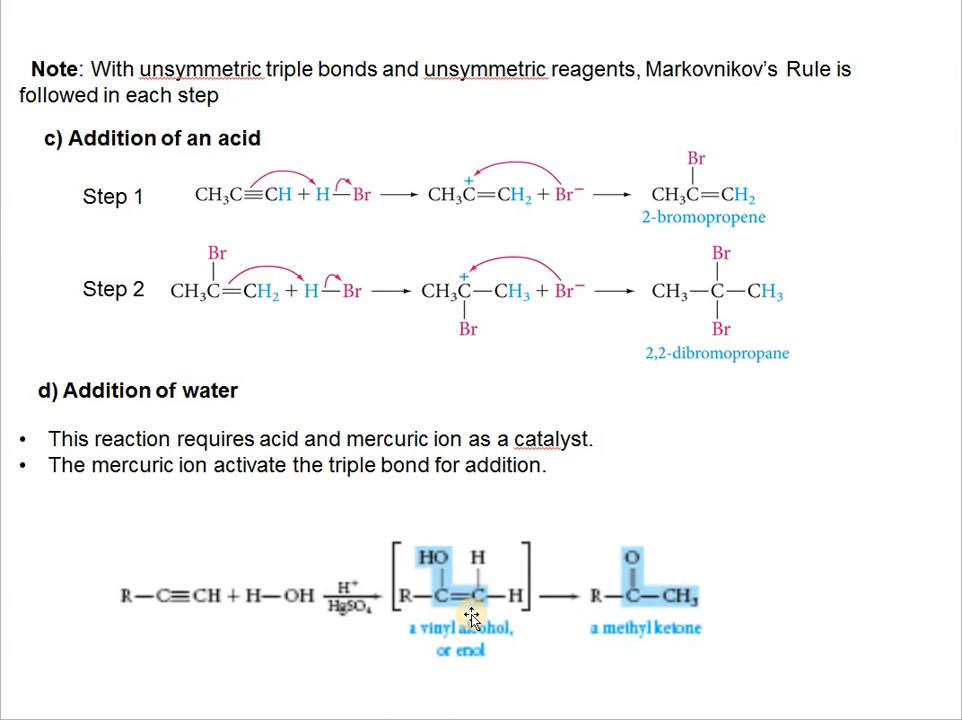 Note: With unsymmetric triple bonds and unsymmetric reagents, Markovnikov's Rule is
followed in each step
c) Addition of an acid
Br
Step 1 CH₃C≡CH + H—Br ⟶ CH₃C⁺=CH₂ + Br⁻ ⟶ CH₃C=CH₂
2-bromopropene
Br Br
Step 2 CH₃C=CH₂ + H—Br ⟶ CH₃C⁺—CH₃ + Br⁻ ⟶ CH₃—C—CH₃
Br Br
2,2-dibromopropane
d) Addition of water
• This reaction requires acid and mercuric ion as a catalyst.
• The mercuric ion activate the triple bond for addition.
HO H O
R—C≡CH + H—OH H⁺ HgSO₄ ⟶ [R—C=C—H] ⟶ R—C—CH₃
a vinyl alcohol, a methyl ketone
or enol